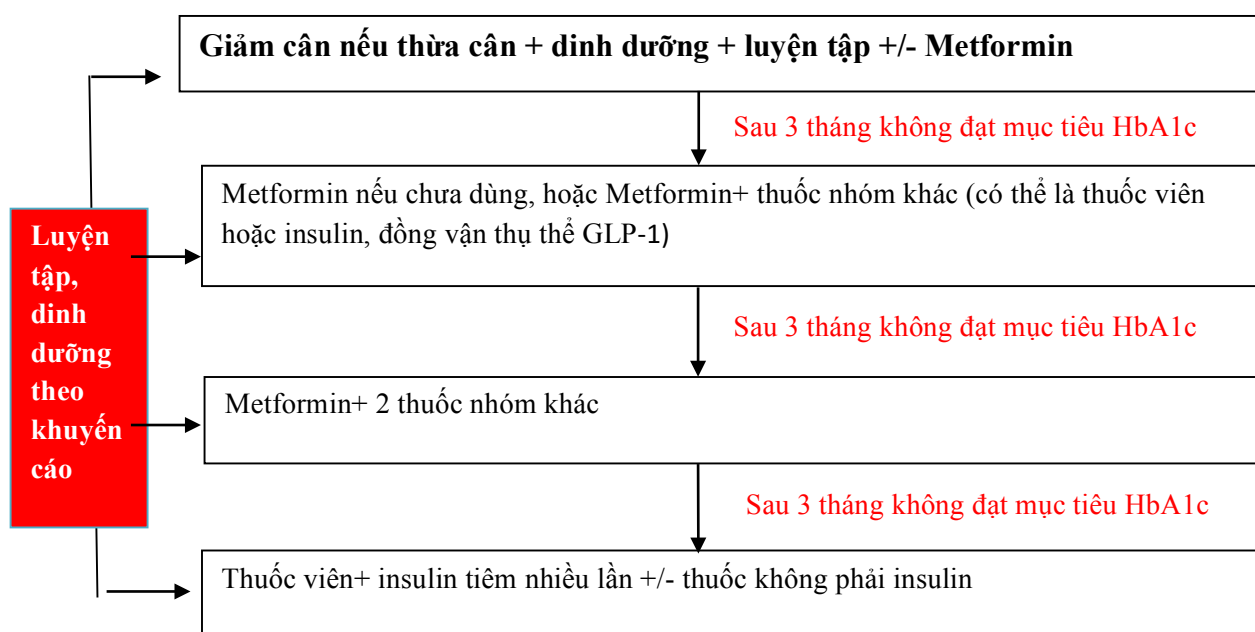 Giảm cân nếu thừa cân + dinh dưỡng + luyện tập +/- Metformin
Sau 3 tháng không đạt mục tiêu HbA1c
Metformin nếu chưa dùng, hoặc Metformin+ thuốc nhóm khác (có thể là thuốc viên
hoặc insulin, đồng vận thụ thể GLP-1)
Luyện
tập,
dinh
dưỡng
theo
khuyến
cáo
Sau 3 tháng không đạt mục tiêu HbA1c
Metformin+ 2 thuốc nhóm khác
Sau 3 tháng không đạt mục tiêu HbA1c
Thuốc viên+ insulin tiêm nhiều lần +/- thuốc không phải insulin